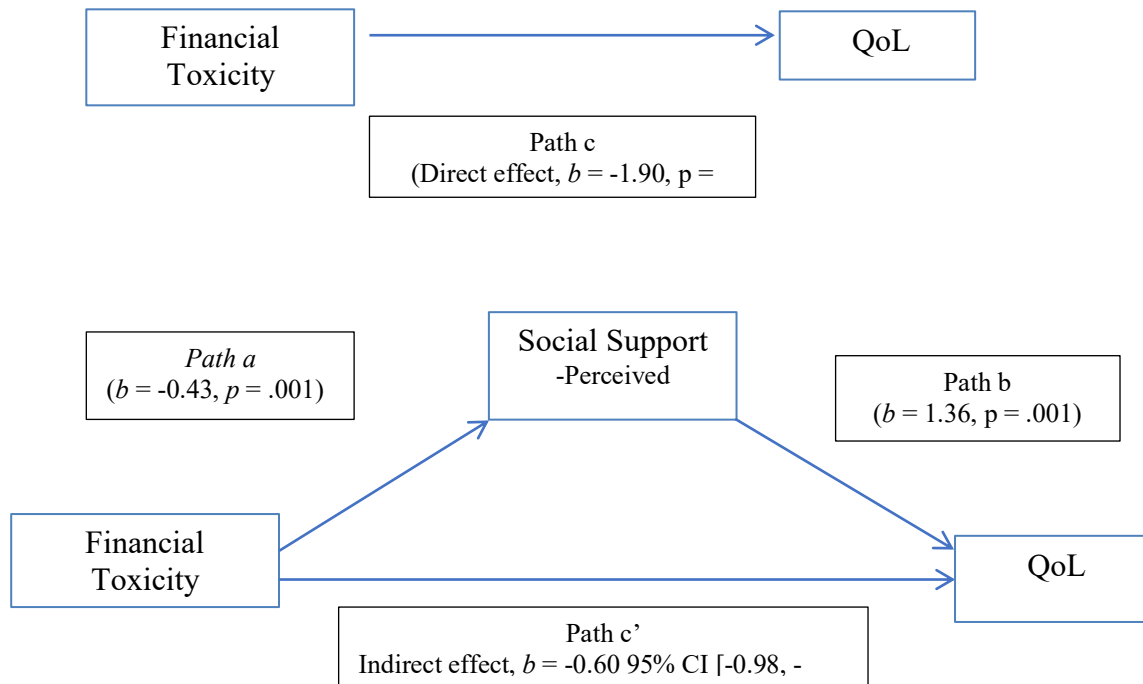 Financial
Toxicity
QoL
Path c
(Direct effect, b = -1.90, p =
Social Support
-Perceived
Path a
(b = -0.43, p = .001)
Path b
(b = 1.36, p = .001)
Financial
Toxicity
QoL
Path c’
Indirect effect, b = -0.60 95% CI [-0.98, -